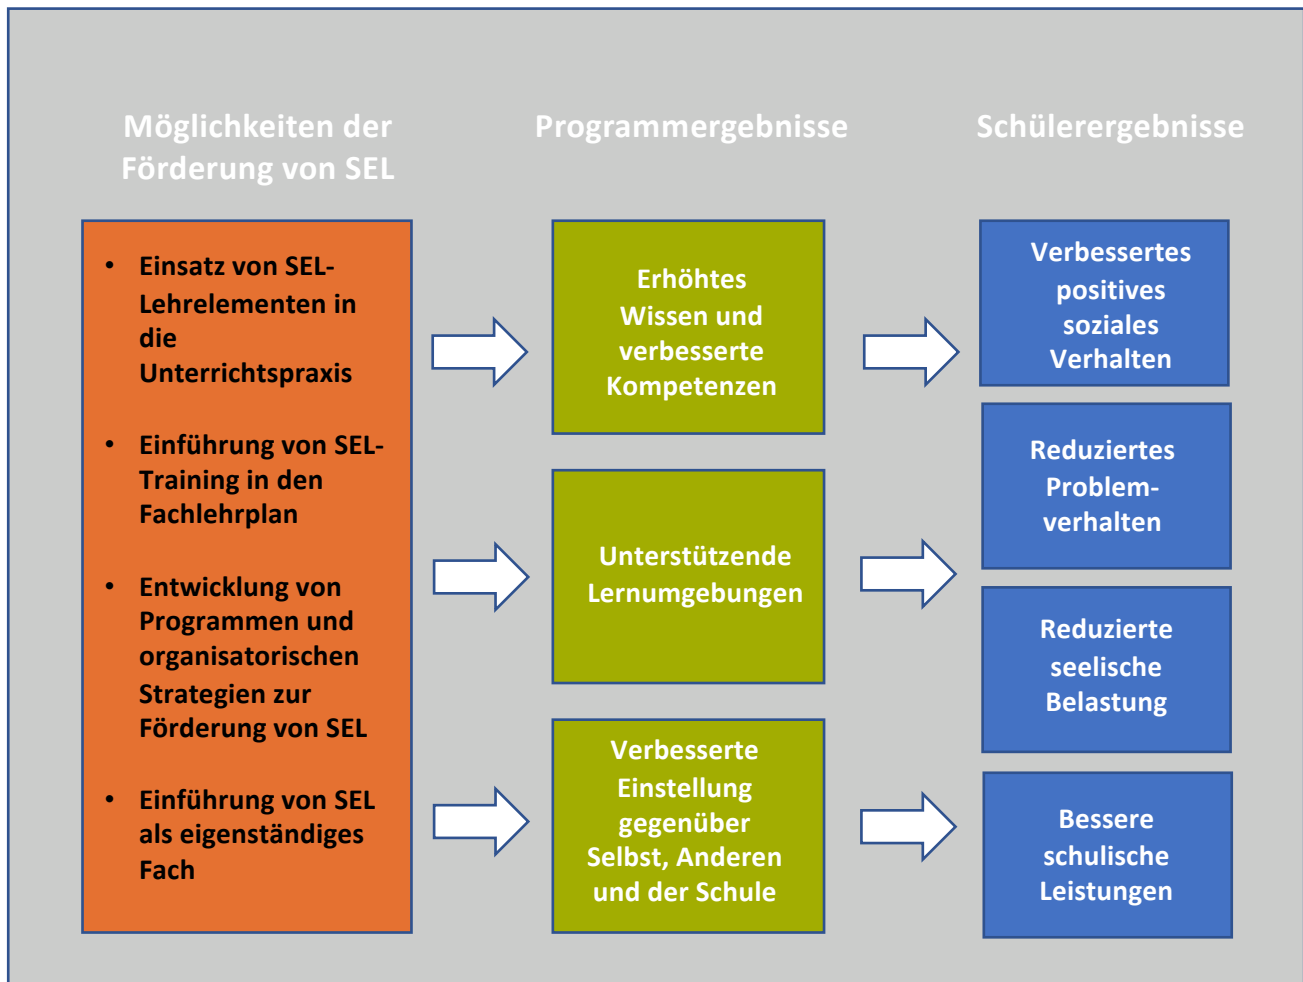 Möglichkeiten der
Förderung von SEL
Programmergebnisse
Schülerergebnisse
• Einsatz von SEL-
Lehrelementen in
die
Unterrichtspraxis
• Einführung von SEL-
Training in den
Fachlehrplan
• Entwicklung von
Programmen und
organisatorischen
Strategien zur
Förderung von SEL
• Einführung von SEL
als eigenständiges
Fach
Erhöhtes
Wissen und
verbesserte
Kompetenzen
Unterstützende
Lernumgebungen
Verbesserte
Einstellung
gegenüber
Selbst, Anderen
und der Schule
Verbessertes
positives
soziales
Verhalten
Reduziertes
Problem-
verhalten
Reduzierte
seelische
Belastung
Bessere
schulische
Leistungen